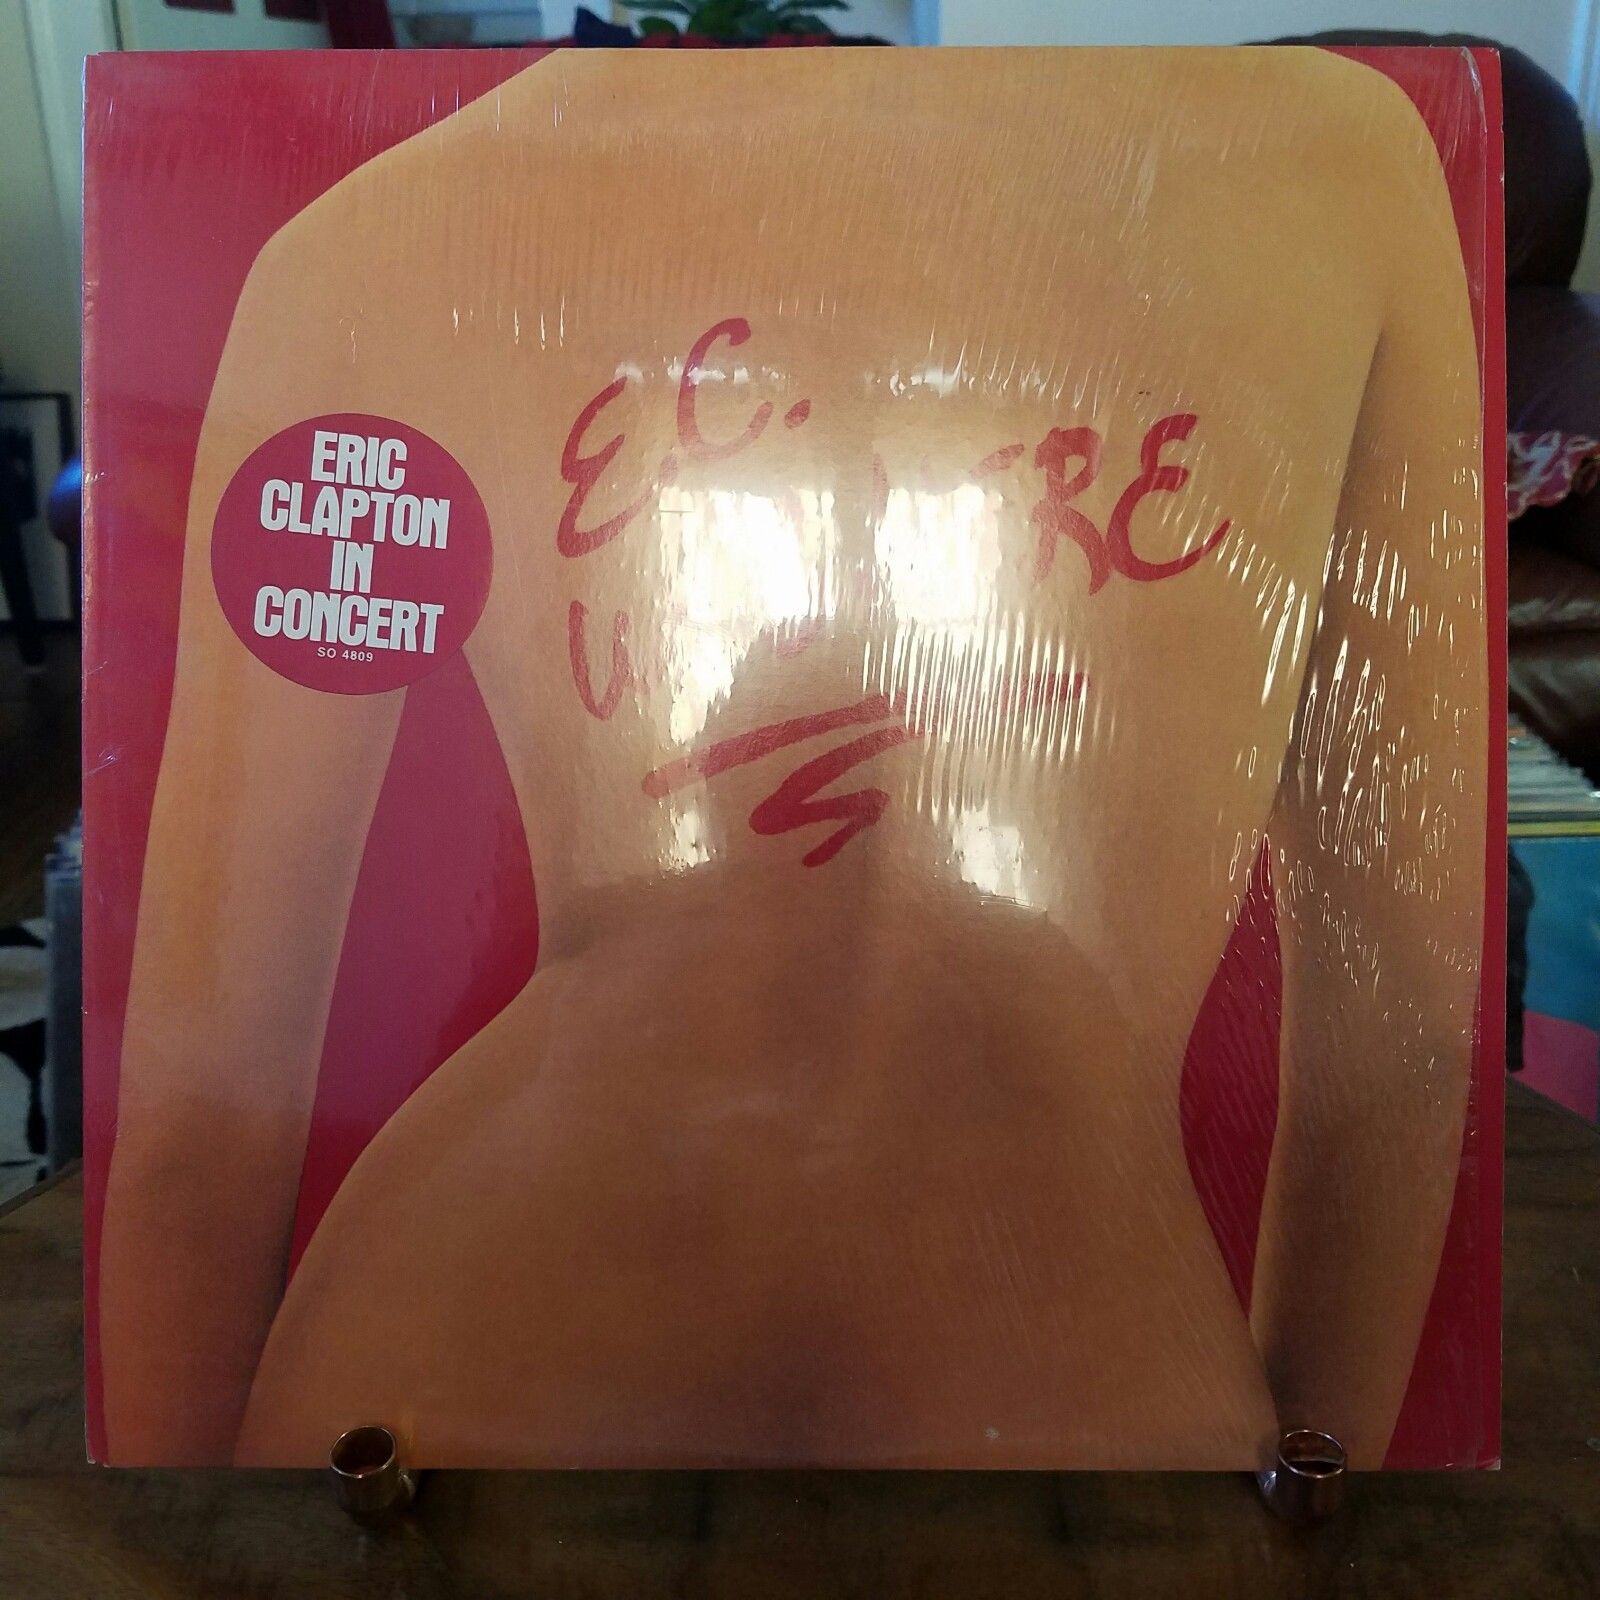 ERIC
CLAPTON
IN
CONCERT
SO 4809
E.C.